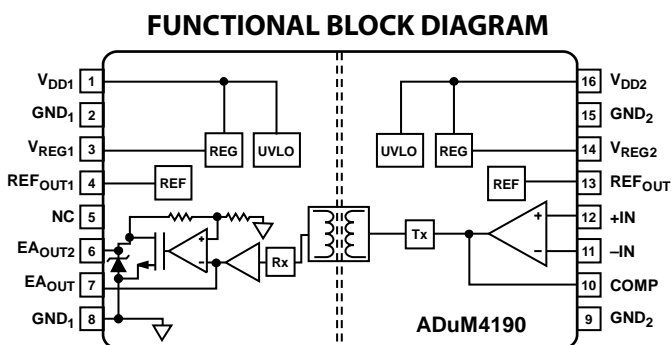 FUNCTIONAL BLOCK DIAGRAM
VDD1 1
GND1 2
VREG1 3
REFOUT1 4
NC 5
EAOUT2 6
EAOUT 7
GND1 8
REG
UVLO
REF
+
−
Rx
UVLO
REG
REF
Tx
+
−
16 VDD2
15 GND2
14 VREG2
13 REFOUT
12 +IN
11 –IN
10 COMP
9 GND2
ADuM4190